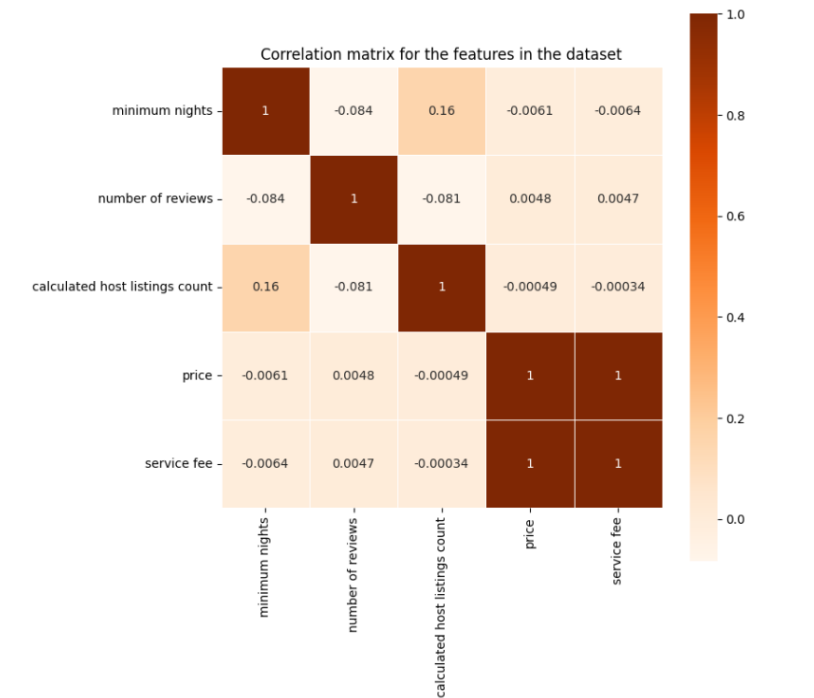 Correlation matrix for the features in the dataset
minimum nights
1 -0.084 0.16 -0.0061 -0.0064
number of reviews
-0.084 1 -0.081 0.0048 0.0047
calculated host listings count
0.16 -0.081 1 -0.00049 -0.00034
price
-0.0061 0.0048 -0.00049 1 1
service fee
-0.0064 0.0047 -0.00034 1 1
minimum nights
number of reviews
calculated host listings count
price
service fee
1.0
0.8
0.6
0.4
0.2
0.0